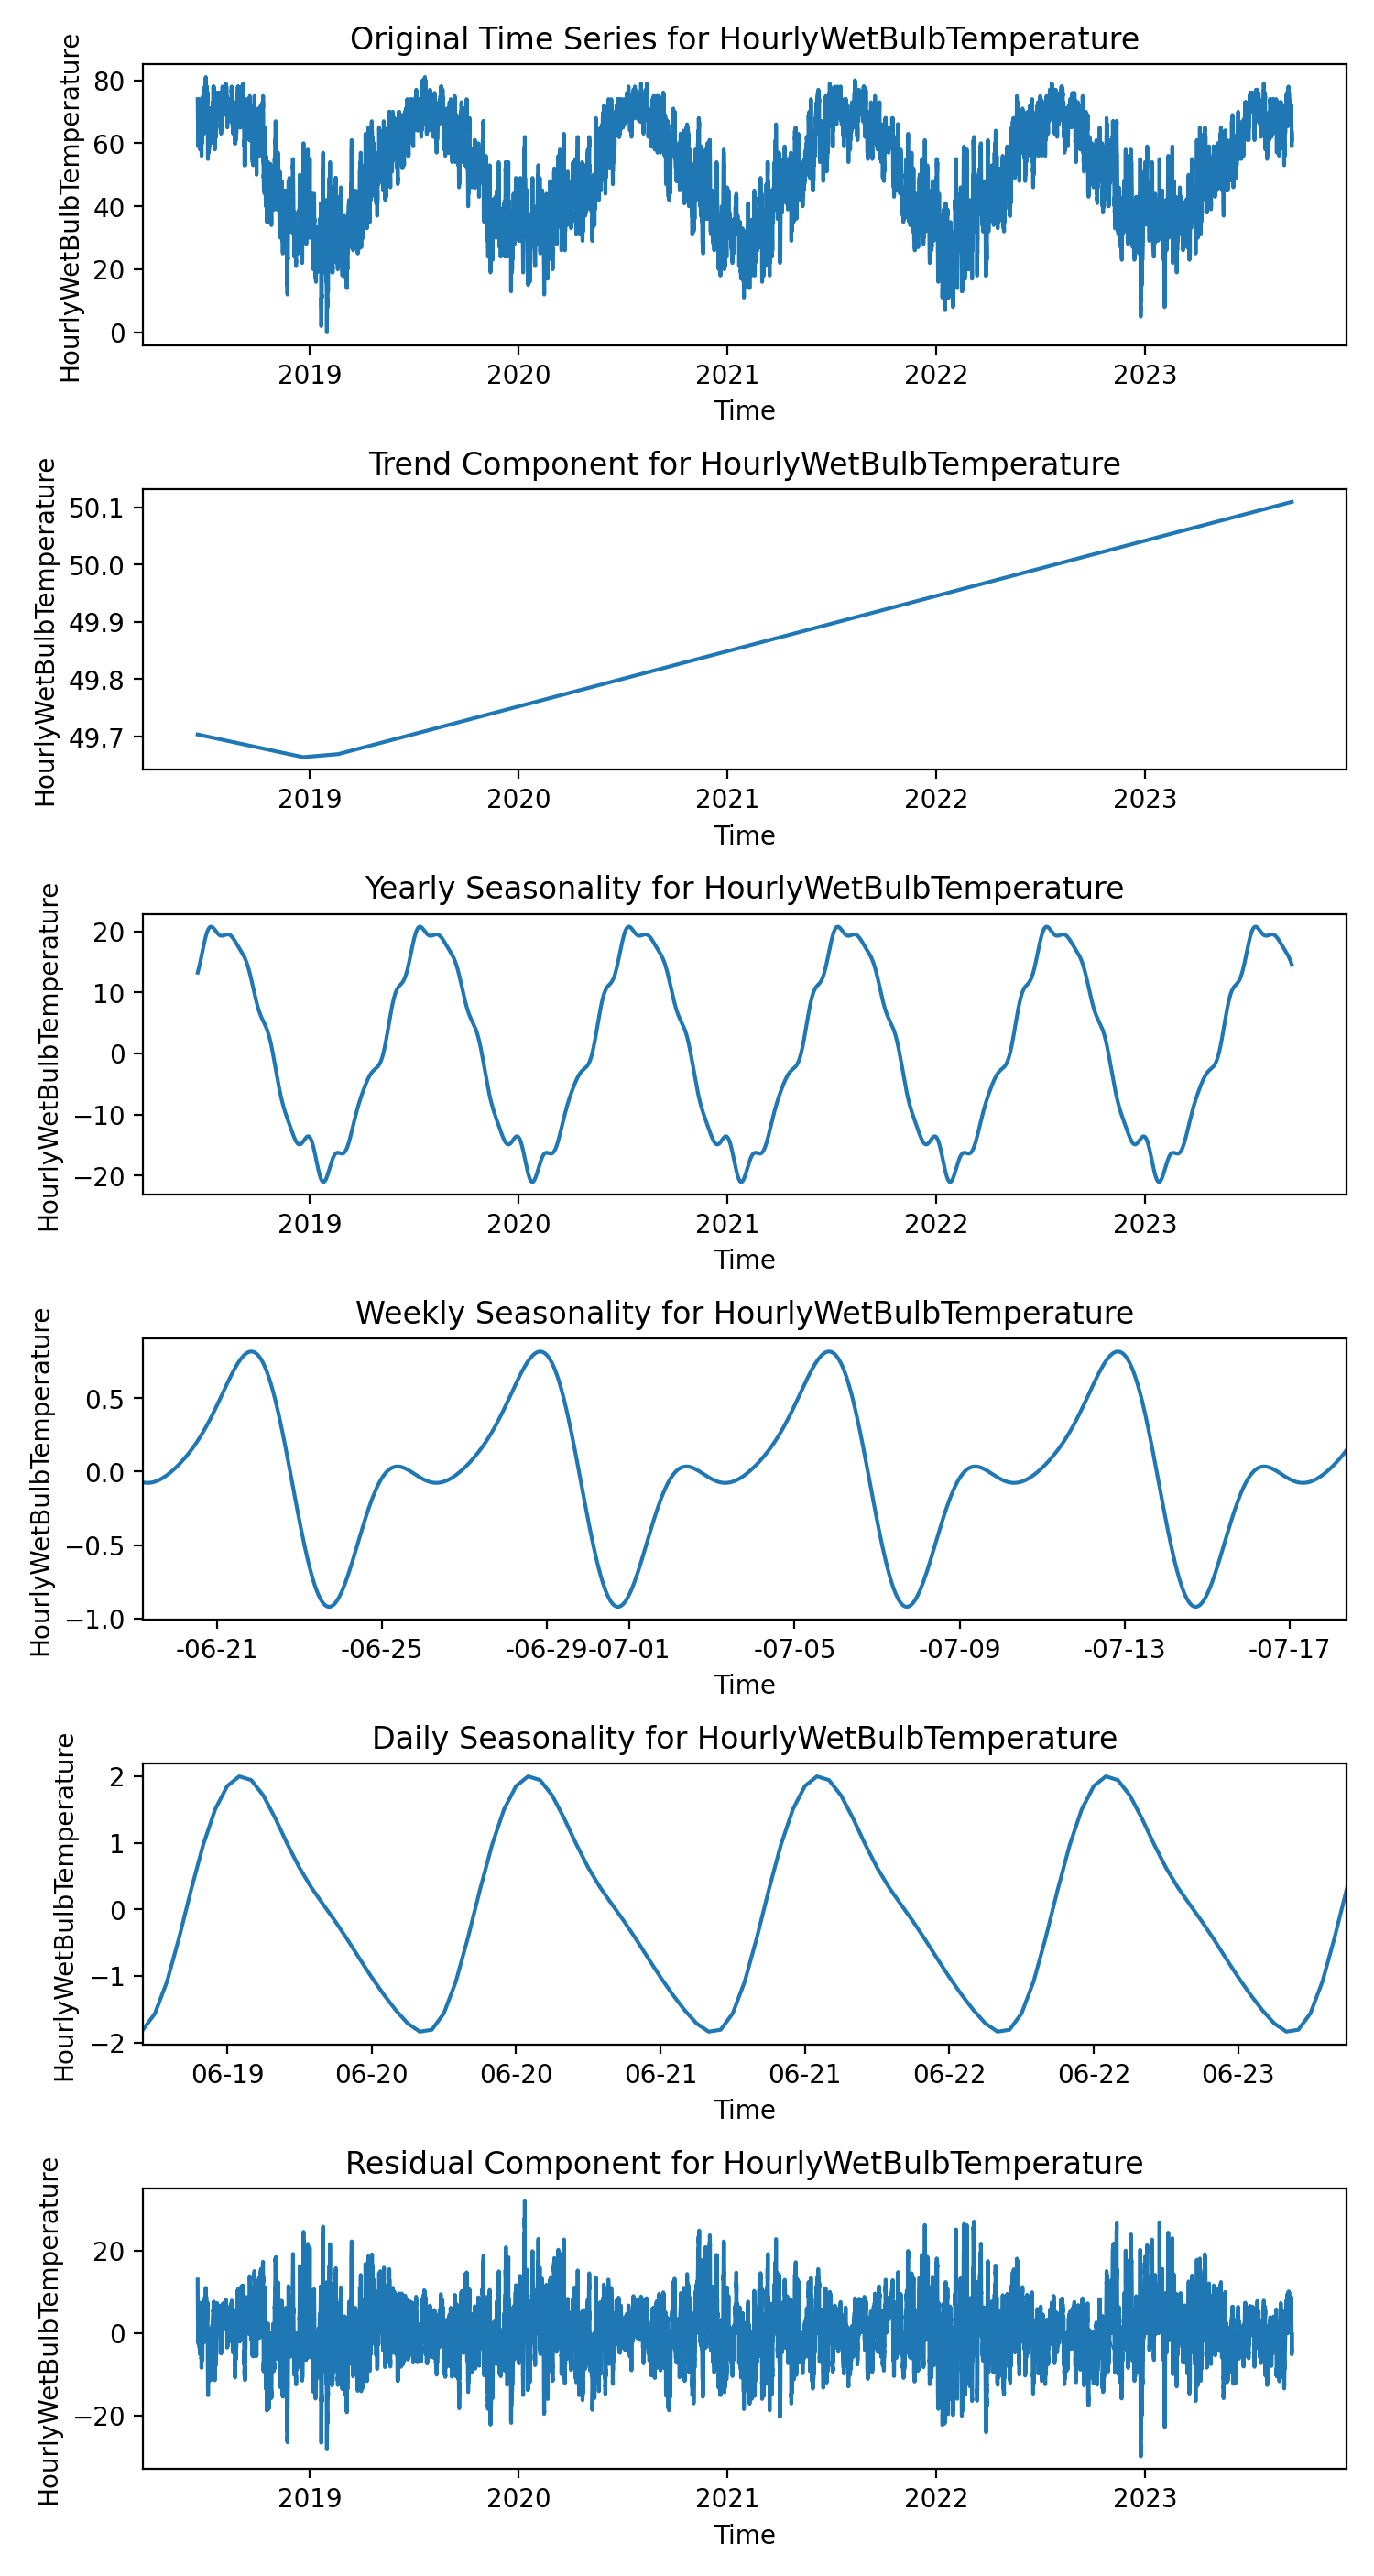 Original Time Series for HourlyWetBulbTemperature
HourlyWetBulbTemperature
80
60
40
20
0
2019 2020 2021 2022 2023
Time
Trend Component for HourlyWetBulbTemperature
HourlyWetBulbTemperature
50.1
50.0
49.9
49.8
49.7
2019 2020 2021 2022 2023
Time
Yearly Seasonality for HourlyWetBulbTemperature
HourlyWetBulbTemperature
20
10
0
−10
−20
2019 2020 2021 2022 2023
Time
Weekly Seasonality for HourlyWetBulbTemperature
HourlyWetBulbTemperature
0.5
0.0
−0.5
−1.0
-06-21 -06-25 -06-29-07-01 -07-05 -07-09 -07-13 -07-17
Time
Daily Seasonality for HourlyWetBulbTemperature
HourlyWetBulbTemperature
2
1
0
−1
−2
06-19 06-20 06-20 06-21 06-21 06-22 06-22 06-23
Time
Residual Component for HourlyWetBulbTemperature
HourlyWetBulbTemperature
20
0
−20
2019 2020 2021 2022 2023
Time